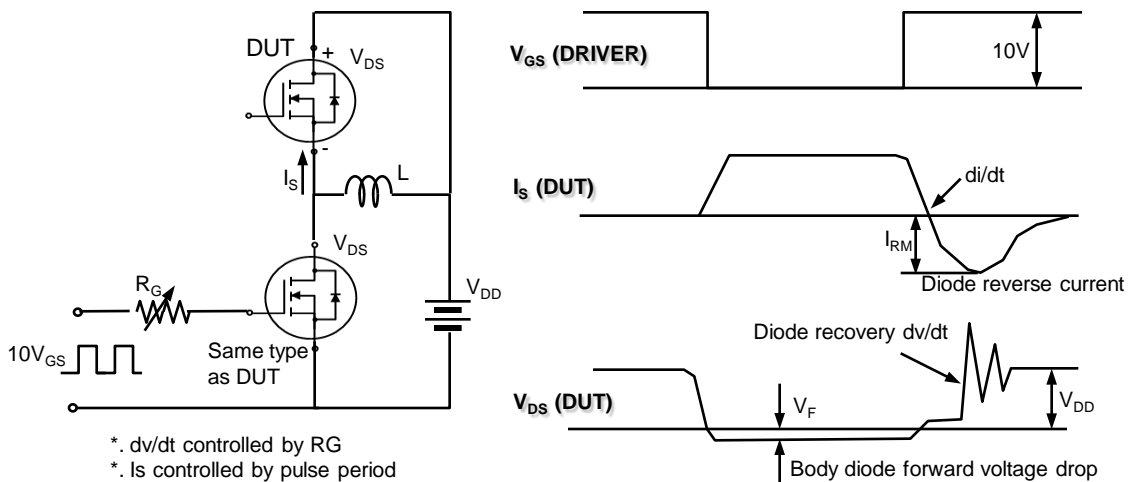 DUT
+
V_DS
-
I_S
L
V_DS
R_G
V_DD
10V_GS
Same type
as DUT
*. dv/dt controlled by RG
*. Is controlled by pulse period
V_GS (DRIVER)
10V
I_S (DUT)
di/dt
I_RM
Diode reverse current
Diode recovery dv/dt
V_DS (DUT)
V_F
V_DD
Body diode forward voltage drop